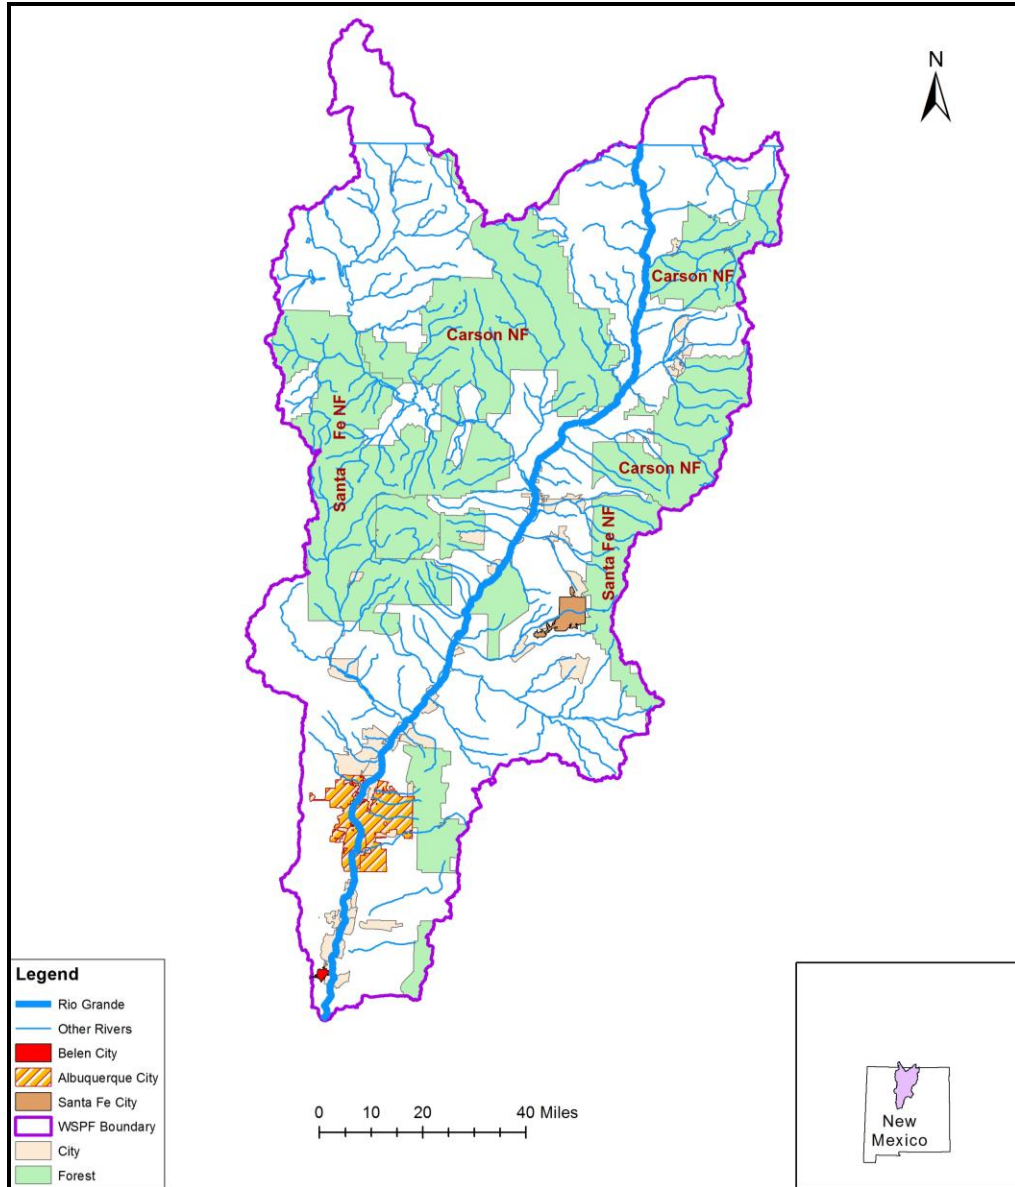 N
Carson NF
Carson NF
Santa Fe NF
Carson NF
Santa Fe NF
Legend
Rio Grande
Other Rivers
Belen City
Albuquerque City
Santa Fe City
WSPF Boundary
City
Forest
0 10 20 40 Miles
New
Mexico